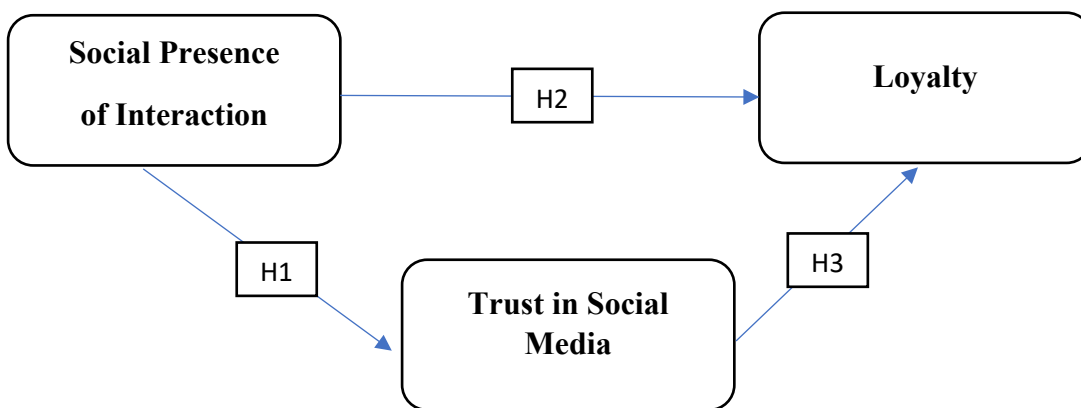 Social Presence
of Interaction
H2
Loyalty
H1
Trust in Social
Media
H3